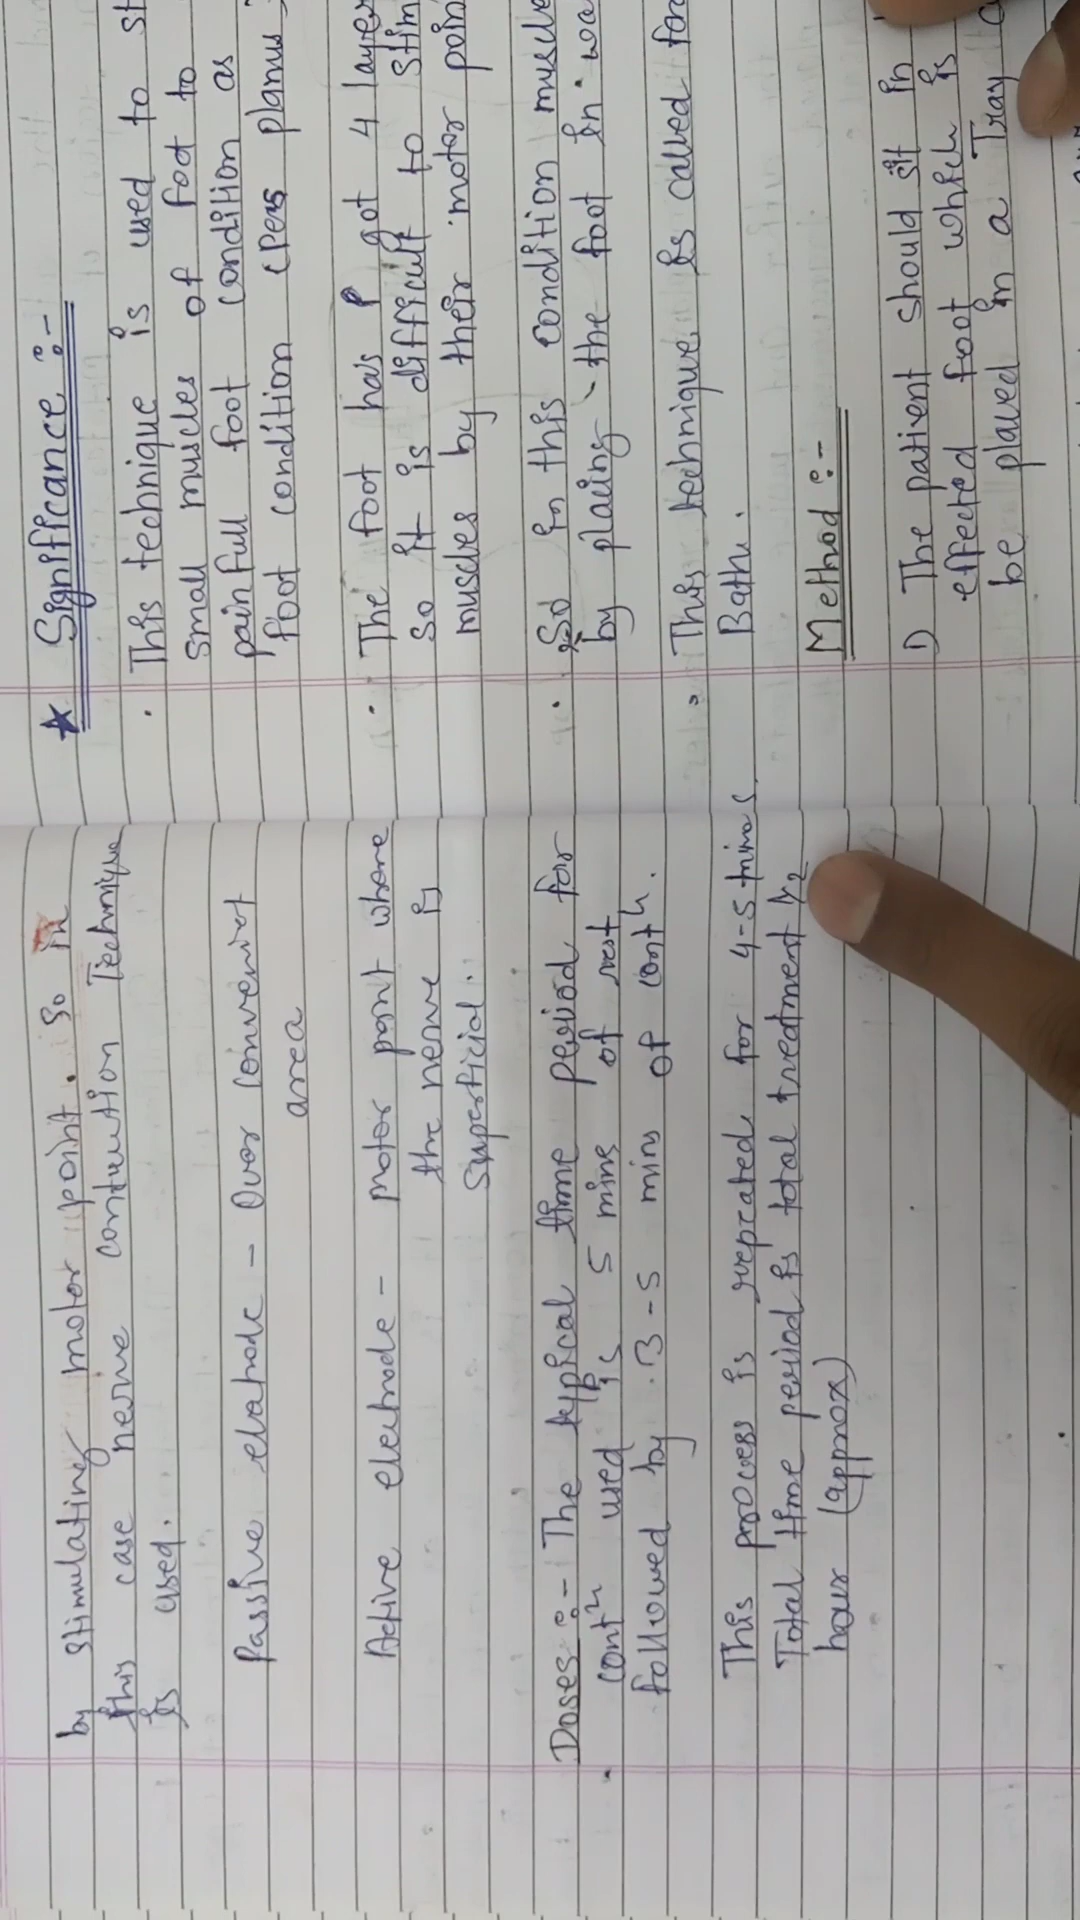 by stimulating motor point. So in
this case nerve contruction Technique
is used.
Passive elctrode - Over convenint
area
Active electrode - motor point where
the nerve is
superficial.
Doses :- The typical time period for
contn used is 5 mins of rest
followed by 3-5 mins of contn.
This process is repeated for 4-5 times
Total time period is total treatment 1/2
hour (approx)
★ Significance :-
• This technique is used to st
small muscles of foot to
painfull foot condition as
foot condition (Pes planus
• The foot has got 4 layer
so it is difficult to stim
muscles by their motor poin
• So in this condition muscle
by placing the foot in wa
• This technique is called fara
Bath.
Method :-
1) The patient should sit in
effected foot which is
be placed in a Tray